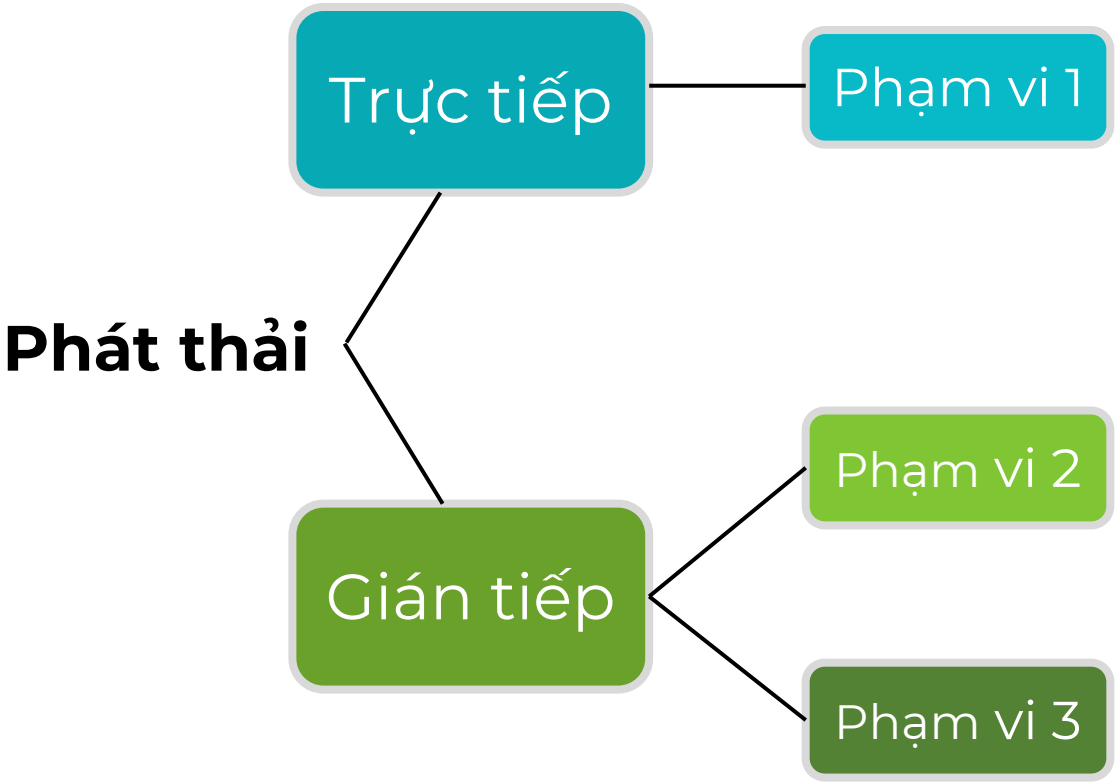 Trực tiếp
Phạm vi 1
Phát thải
Gián tiếp
Phạm vi 2
Phạm vi 3